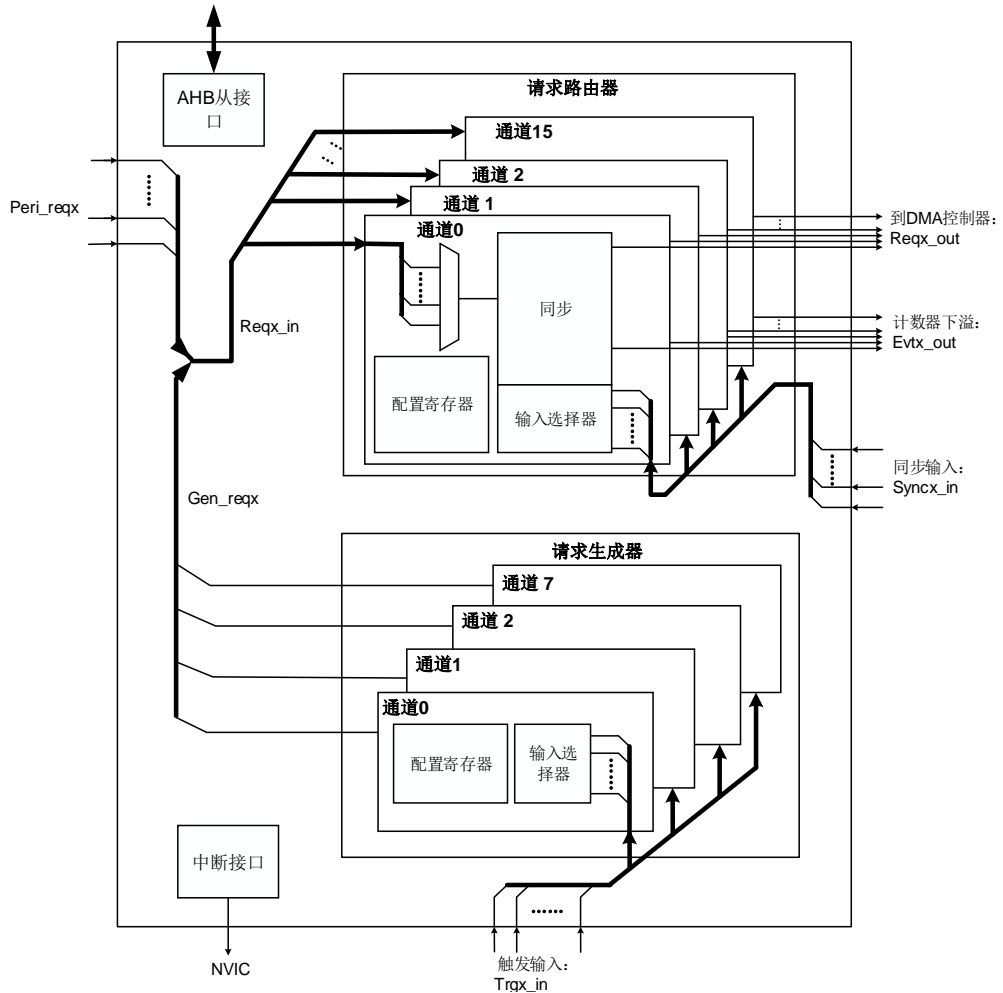 AHB从接
口
请求路由器
通道15
通道 2
通道 1
通道0
Peri_reqx
到DMA控制器：
Reqx_out
同步
Reqx_in
计数器下溢：
Evtx_out
配置寄存器
输入选择器
同步输入：
Syncx_in
Gen_reqx
请求生成器
通道 7
通道 2
通道1
通道0
配置寄存器
输入选
择器
中断接口
NVIC
触发输入：
Trgx_in